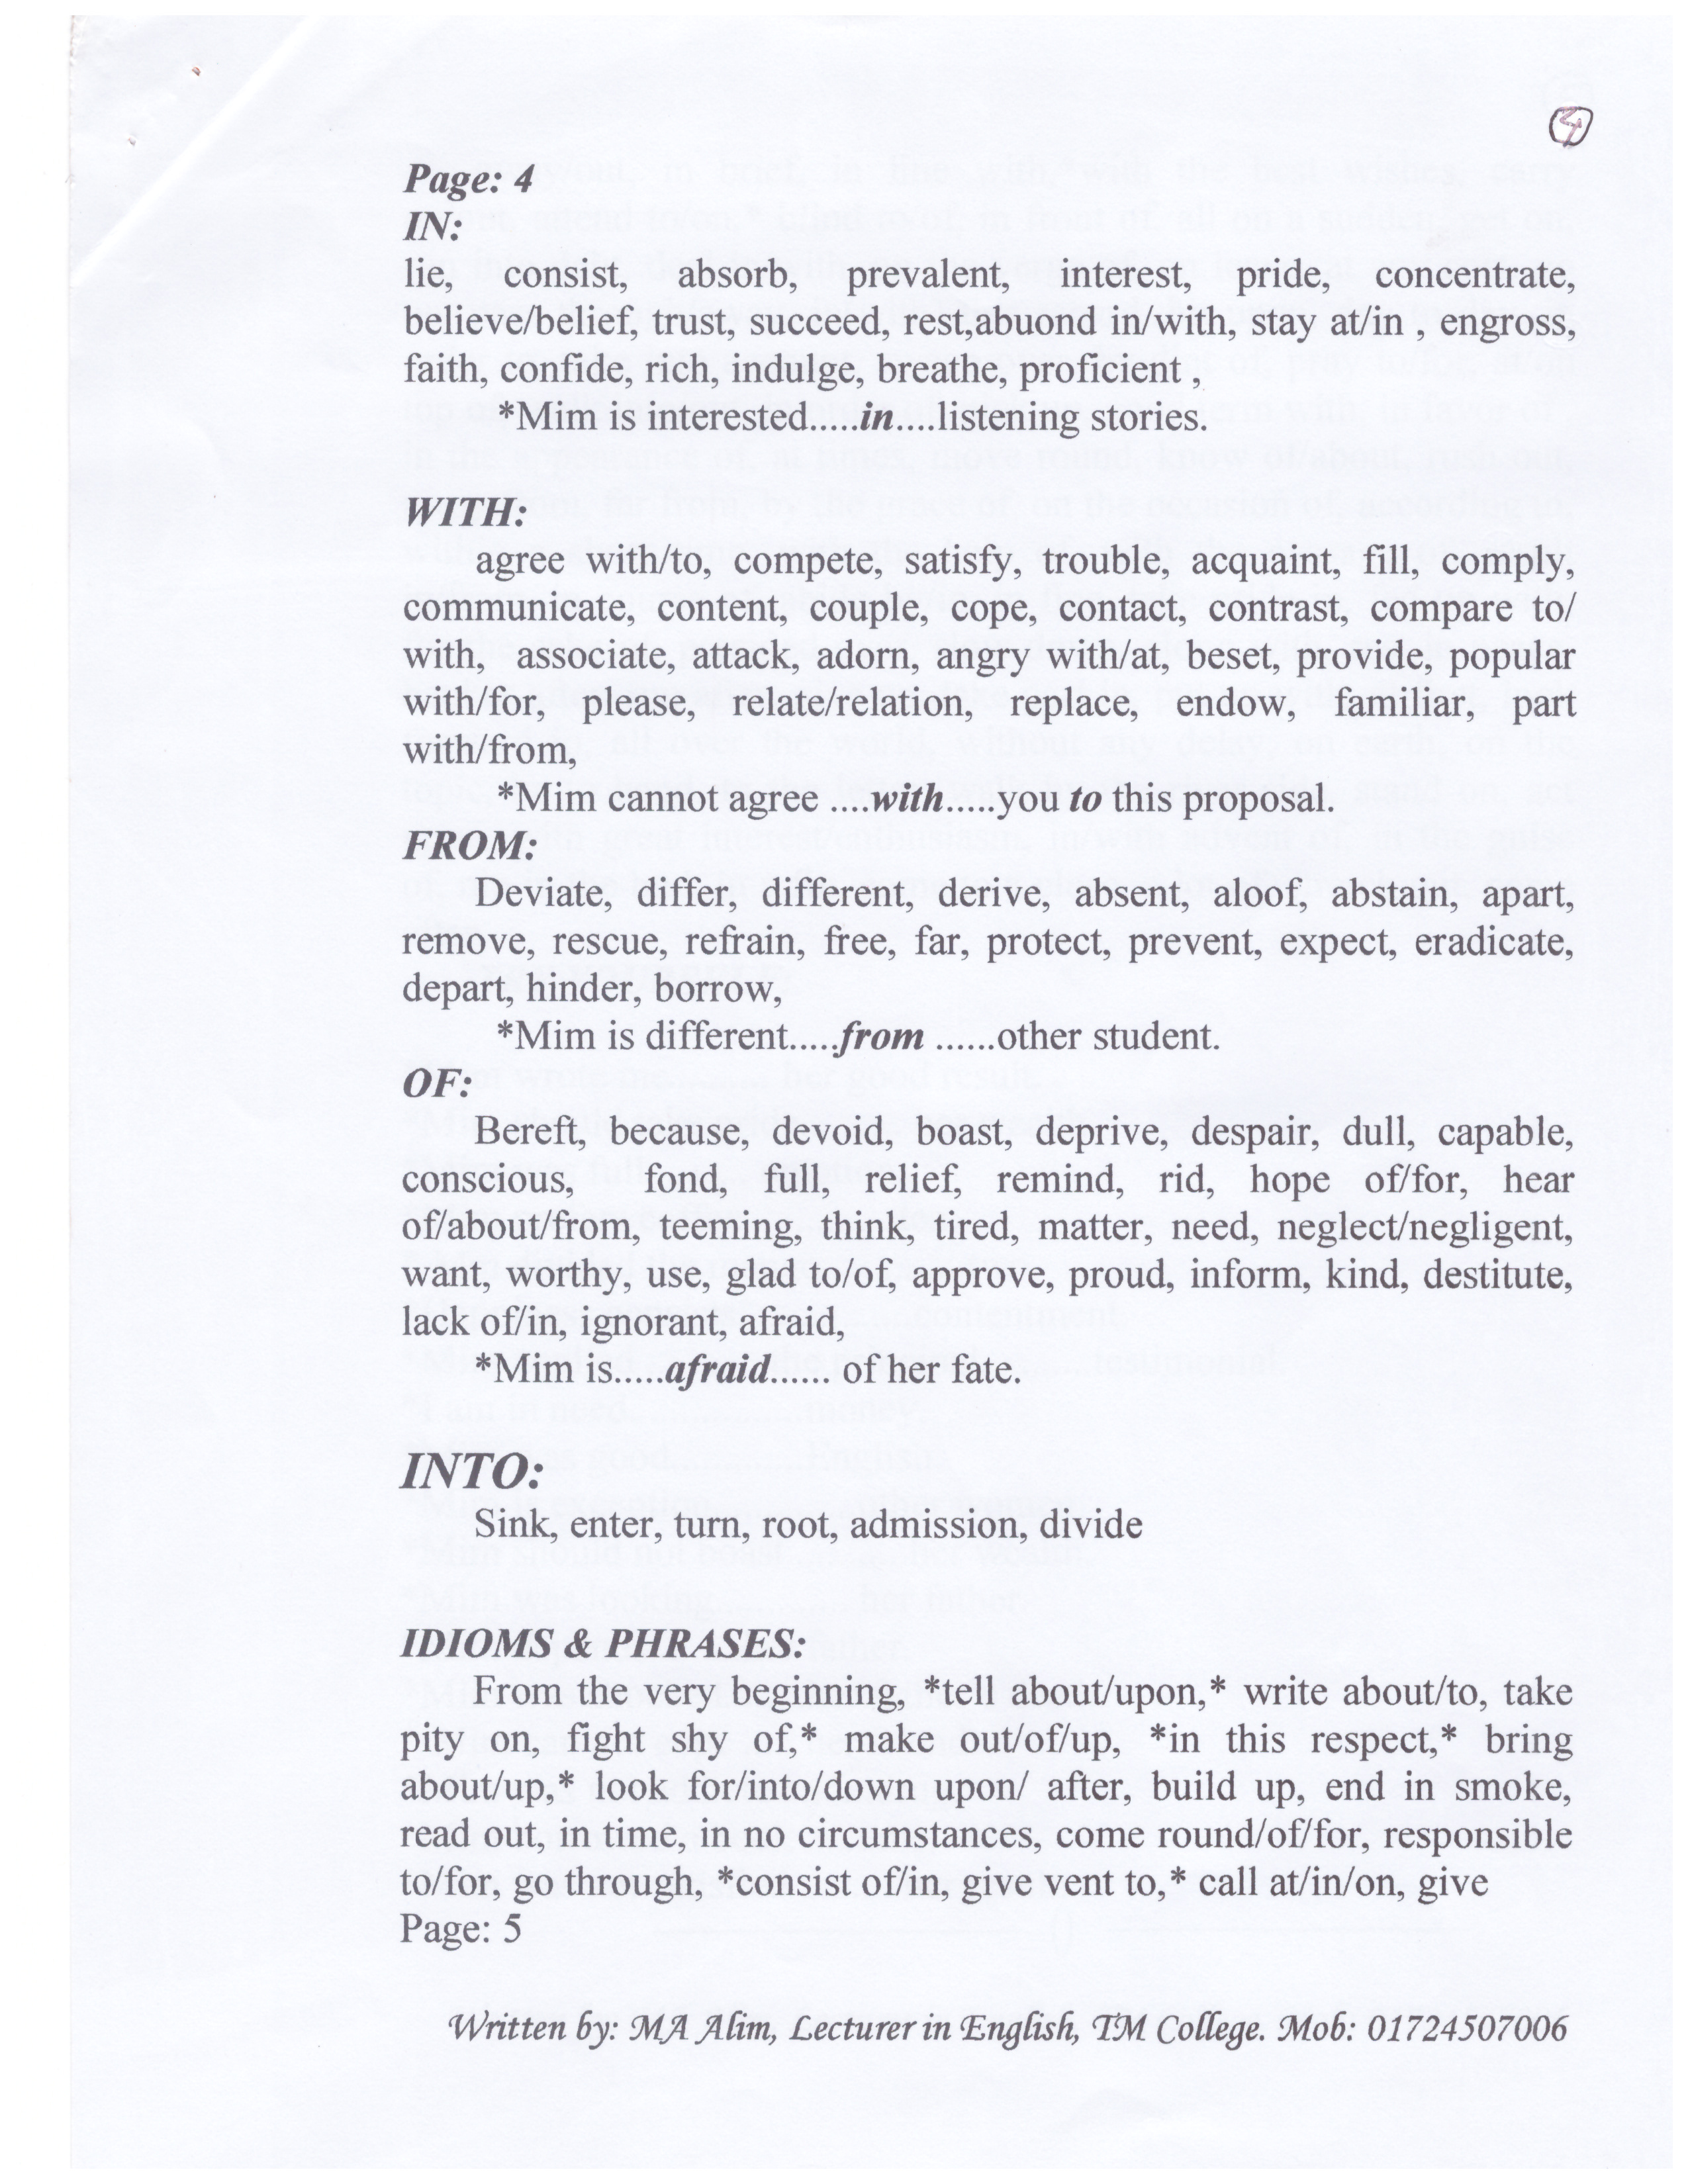 4
Page: 4
IN:
lie, consist, absorb, prevalent, interest, pride, concentrate,
believe/belief, trust, succeed, rest,abuond in/with, stay at/in , engross,
faith, confide, rich, indulge, breathe, proficient ,
*Mim is interested.....in....listening stories.
WITH:
agree with/to, compete, satisfy, trouble, acquaint, fill, comply,
communicate, content, couple, cope, contact, contrast, compare to/
with, associate, attack, adorn, angry with/at, beset, provide, popular
with/for, please, relate/relation, replace, endow, familiar, part
with/from,
*Mim cannot agree ....with.....you to this proposal.
FROM:
Deviate, differ, different, derive, absent, aloof, abstain, apart,
remove, rescue, refrain, free, far, protect, prevent, expect, eradicate,
depart, hinder, borrow,
*Mim is different.....from ......other student.
OF:
Bereft, because, devoid, boast, deprive, despair, dull, capable,
conscious, fond, full, relief, remind, rid, hope of/for, hear
of/about/from, teeming, think, tired, matter, need, neglect/negligent,
want, worthy, use, glad to/of, approve, proud, inform, kind, destitute,
lack of/in, ignorant, afraid,
*Mim is.....afraid...... of her fate.
INTO:
Sink, enter, turn, root, admission, divide
IDIOMS & PHRASES:
From the very beginning, *tell about/upon,* write about/to, take
pity on, fight shy of,* make out/of/up, *in this respect,* bring
about/up,* look for/into/down upon/ after, build up, end in smoke,
read out, in time, in no circumstances, come round/of/for, responsible
to/for, go through, *consist of/in, give vent to,* call at/in/on, give
Page: 5
Written by: MA Alim, Lecturer in English, TM College. Mob: 01724507006